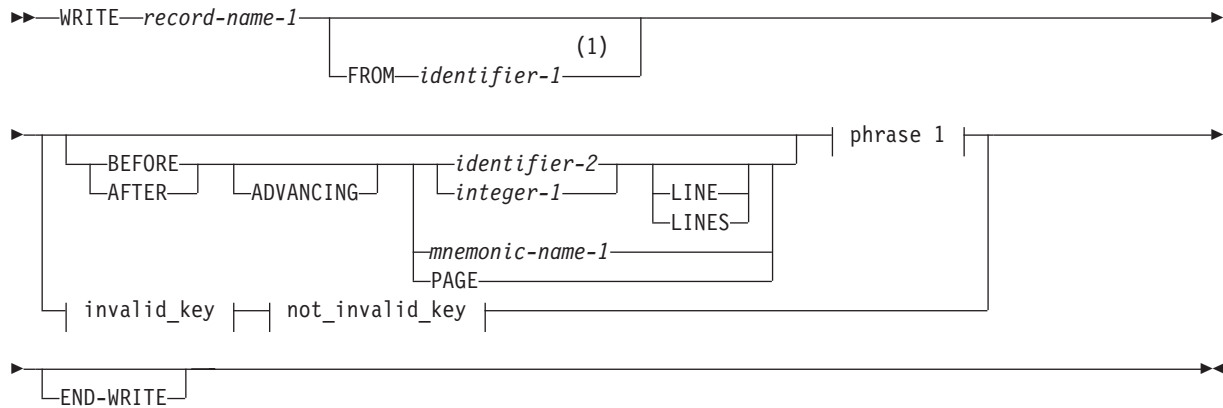 WRITE record-name-1
(1)
FROM identifier-1
phrase 1
BEFORE identifier-2
AFTER ADVANCING integer-1 LINE
LINES
mnemonic-name-1
PAGE
invalid_key not_invalid_key
END-WRITE